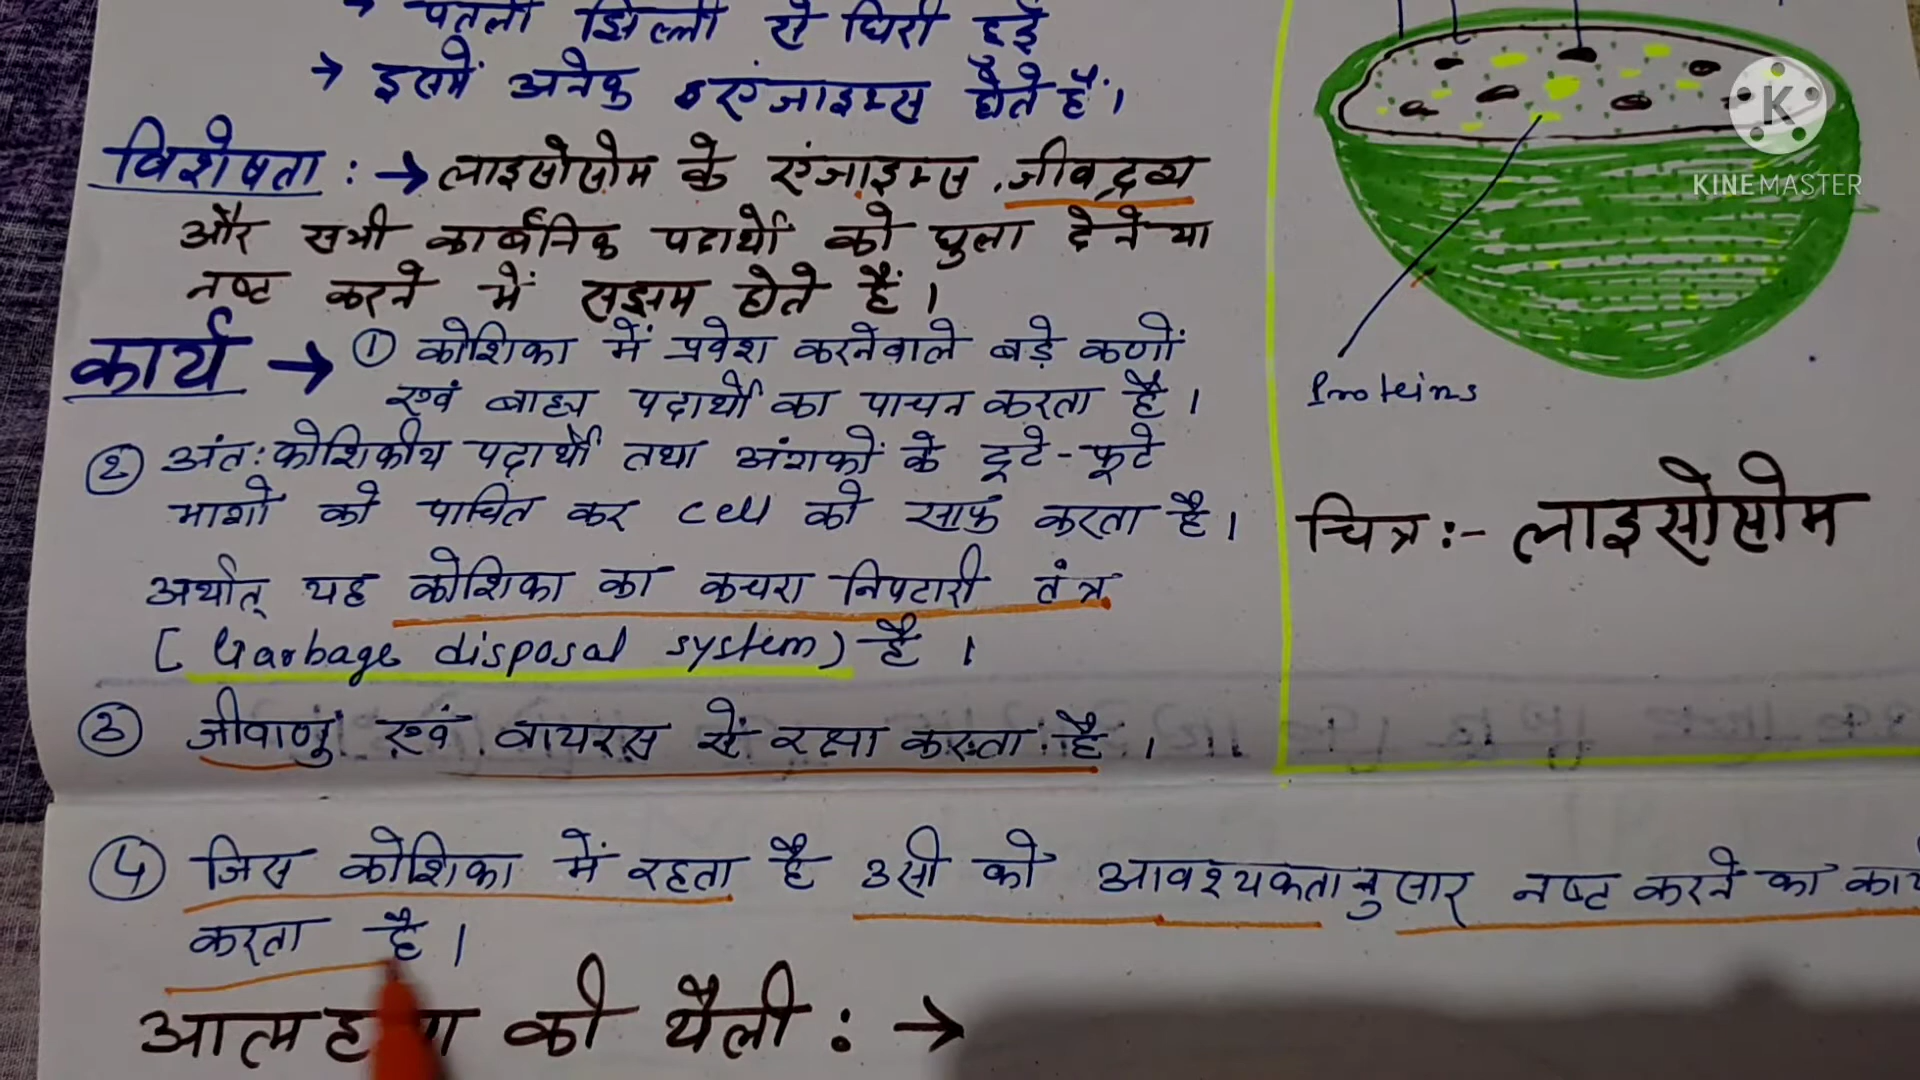 → पतली झिल्ली से घिरी हुई
→ इसमें अनेक एंजाइम्स होते हैं।
विशेषता : → लाइसोसोम के एंजाइम्स जीवद्रव्य
और सभी कार्बनिक पदार्थों को घुला देने या
नष्ट करने में सक्षम होते हैं।
कार्य → ① कोशिका में प्रवेश करनेवाले बड़े कणों
एवं बाह्य पदार्थों का पाचन करता है।
② अंतः कोशिकीय पदार्थों तथा अंगकों के टूटे-फूटे
भागों को पाचित कर cell को साफ करता है।
अर्थात् यह कोशिका का कचरा निपटारी तंत्र
[Garbage disposal system) है।
③ जीवाणु एवं वायरस से रक्षा करता है।
④ जिस कोशिका में रहता है उसी को आवश्यकतानुसार नष्ट करने का कार्य
करता है।
की थैली : →
Proteins
चित्र :- लाइसोसोम
K
KINEMASTER